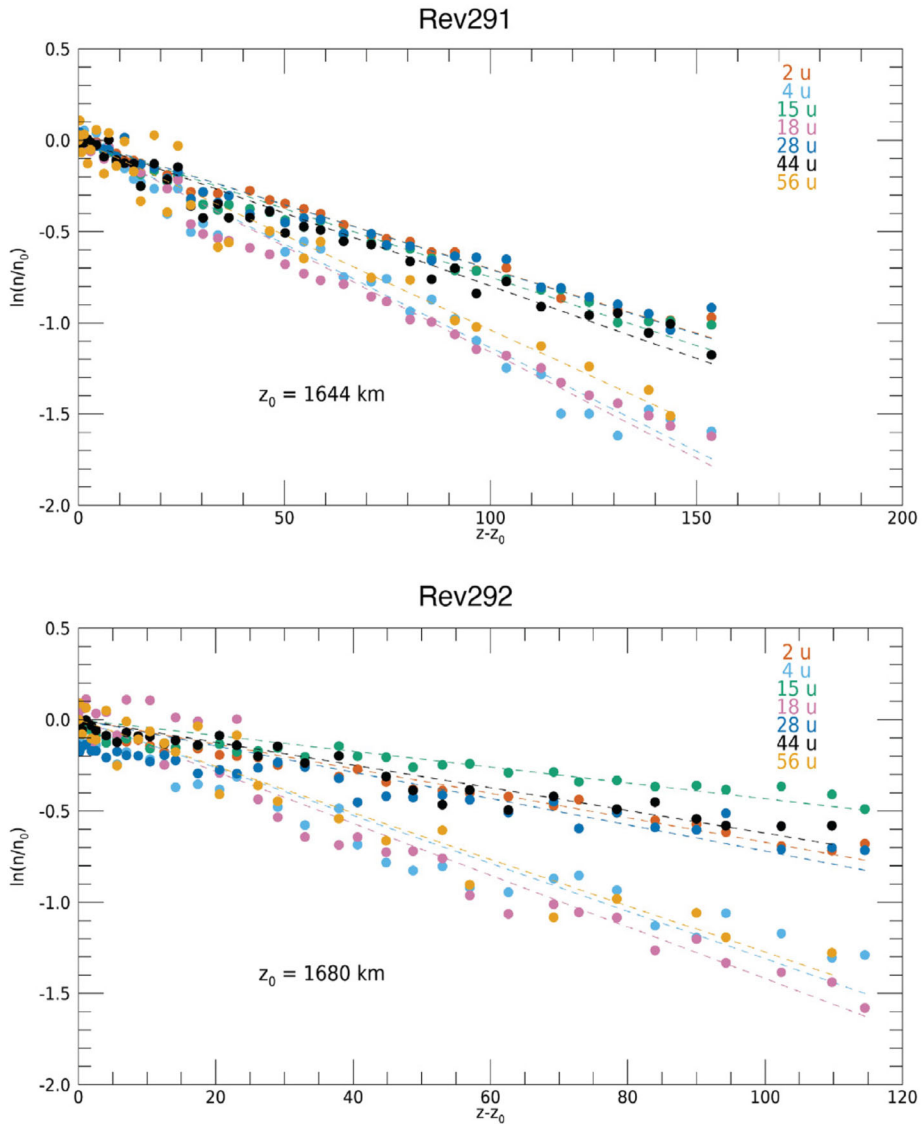 Rev291
0.5
0.0
-0.5
-1.0
-1.5
-2.0
ln(n/n₀)
2 u
4 u
15 u
18 u
28 u
44 u
56 u
z₀ = 1644 km
0 50 100 150 200
z-z₀
Rev292
0.5
0.0
-0.5
-1.0
-1.5
-2.0
ln(n/n₀)
2 u
4 u
15 u
18 u
28 u
44 u
56 u
z₀ = 1680 km
0 20 40 60 80 100 120
z-z₀